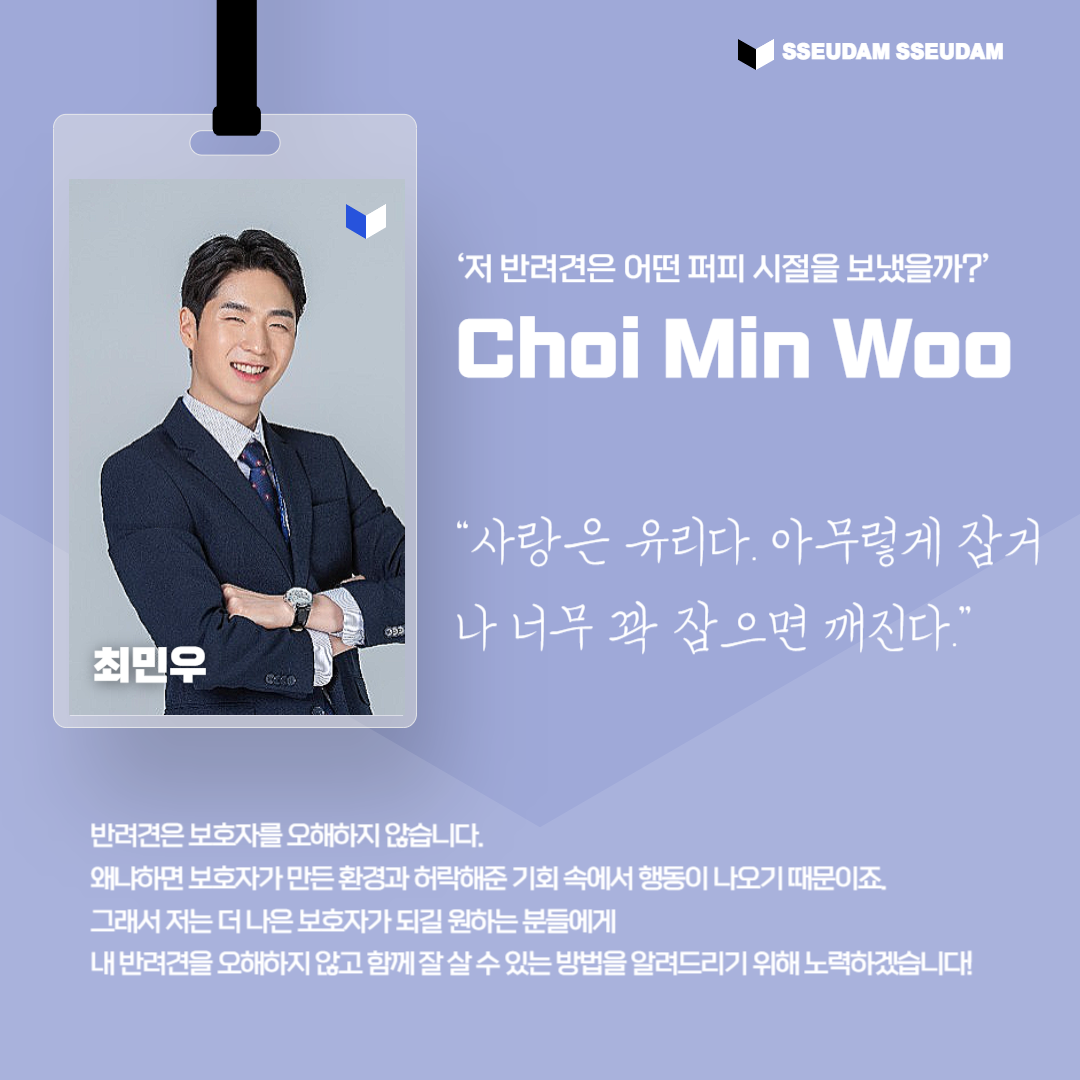 SSEUDAM SSEUDAM
‘저 반려견은 어떤 퍼피 시절을 보냈을까?’
Choi Min Woo
“사랑은 유리다. 아무렇게 잡거
나 너무 꽉 잡으면 깨진다.”
최민우
반려견은 보호자를 오해하지 않습니다.
왜냐하면 보호자가 만든 환경과 허락해준 기회 속에서 행동이 나오기 때문이죠.
그래서 저는 더 나은 보호자가 되길 원하는 분들에게
내 반려견을 오해하지 않고 함께 잘 살 수 있는 방법을 알려드리기 위해 노력하겠습니다!